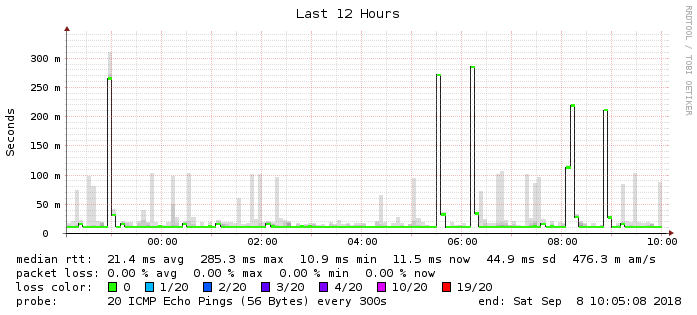 Last 12 Hours
RRDTOOL / TOBI OETIKER
Seconds
300 m
250 m
200 m
150 m
100 m
50 m
0
00:00 02:00 04:00 06:00 08:00 10:00
median rtt: 21.4 ms avg 285.3 ms max 10.9 ms min 11.5 ms now 44.9 ms sd 476.3 m am/s
packet loss: 0.00 % avg 0.00 % max 0.00 % min 0.00 % now
loss color: 0 1/20 2/20 3/20 4/20 10/20 19/20
probe: 20 ICMP Echo Pings (56 Bytes) every 300s end: Sat Sep 8 10:05:08 2018